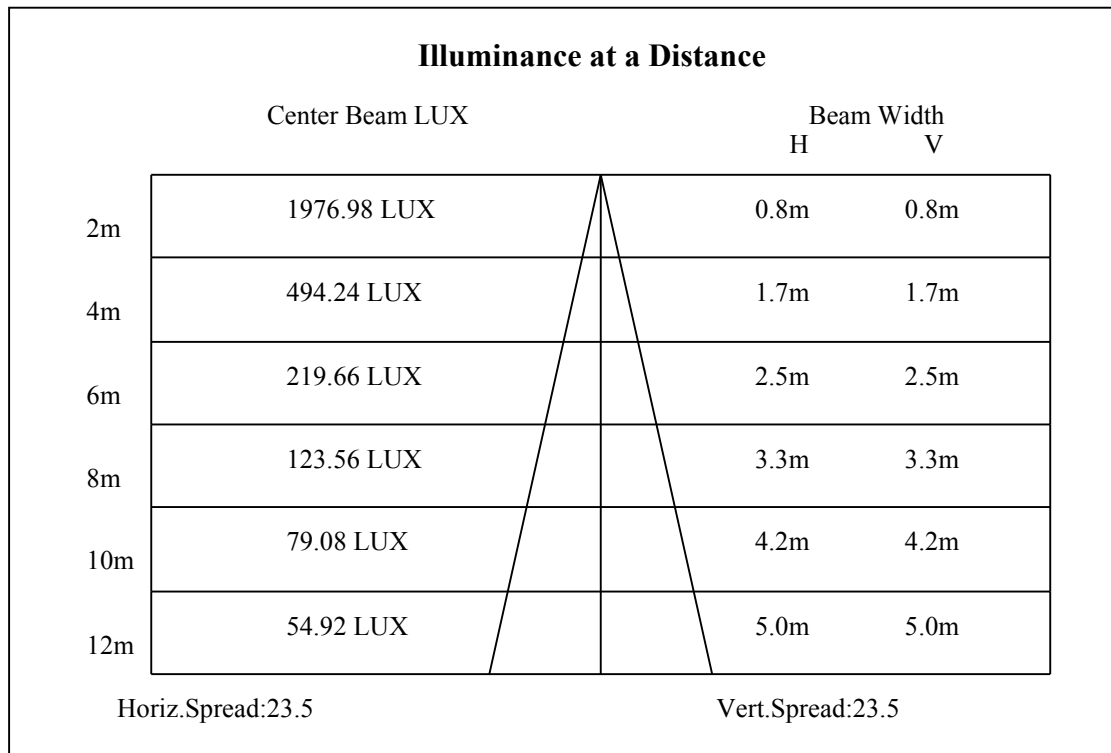 Illuminance at a Distance
Center Beam LUX Beam Width
H V
1976.98 LUX 0.8m 0.8m
2m
494.24 LUX 1.7m 1.7m
4m
219.66 LUX 2.5m 2.5m
6m
123.56 LUX 3.3m 3.3m
8m
79.08 LUX 4.2m 4.2m
10m
54.92 LUX 5.0m 5.0m
12m
Horiz.Spread:23.5 Vert.Spread:23.5